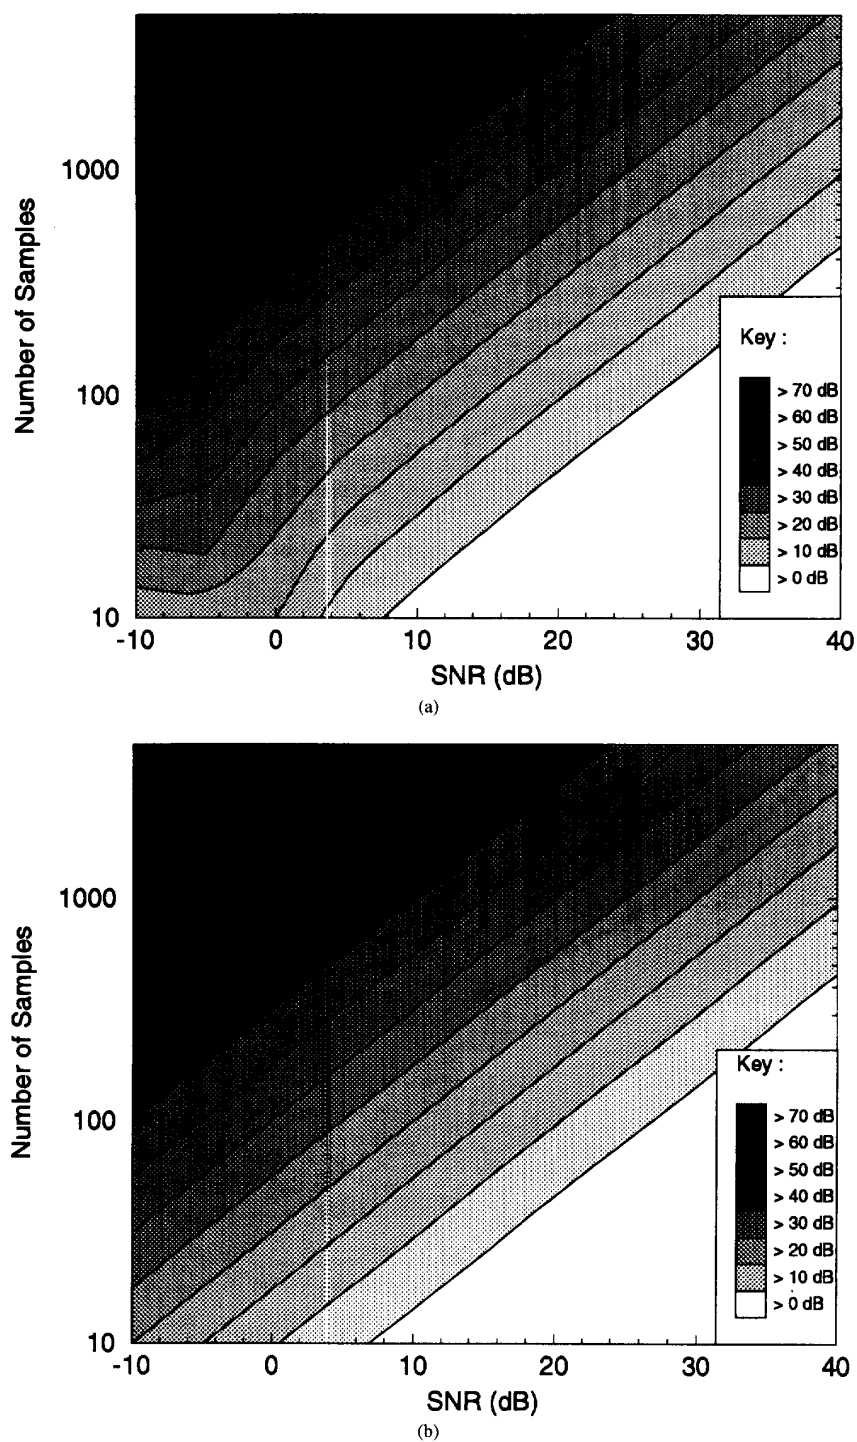 Number of Samples
1000
100
10
-10
0
10
20
30
40
SNR (dB)
Key :
> 70 dB
> 60 dB
> 50 dB
> 40 dB
> 30 dB
> 20 dB
> 10 dB
> 0 dB
(a)
Number of Samples
1000
100
10
-10
0
10
20
30
40
SNR (dB)
Key :
> 70 dB
> 60 dB
> 50 dB
> 40 dB
> 30 dB
> 20 dB
> 10 dB
> 0 dB
(b)